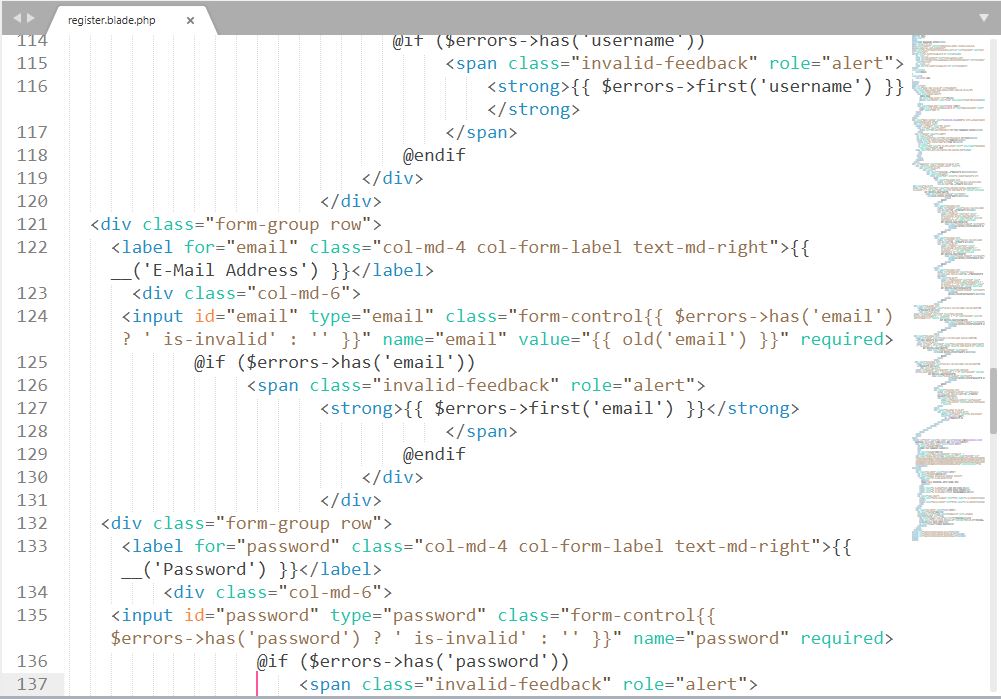 register.blade.php ×
114 @if ($errors->has('username'))
115 <span class="invalid-feedback" role="alert">
116 <strong>{{ $errors->first('username') }}
</strong>
117 </span>
118 @endif
119 </div>
120 </div>
121 <div class="form-group row">
122 <label for="email" class="col-md-4 col-form-label text-md-right">{{
__('E-Mail Address') }}</label>
123 <div class="col-md-6">
124 <input id="email" type="email" class="form-control{{ $errors->has('email')
? ' is-invalid' : '' }}" name="email" value="{{ old('email') }}" required>
125 @if ($errors->has('email'))
126 <span class="invalid-feedback" role="alert">
127 <strong>{{ $errors->first('email') }}</strong>
128 </span>
129 @endif
130 </div>
131 </div>
132 <div class="form-group row">
133 <label for="password" class="col-md-4 col-form-label text-md-right">{{
__('Password') }}</label>
134 <div class="col-md-6">
135 <input id="password" type="password" class="form-control{{
$errors->has('password') ? ' is-invalid' : '' }}" name="password" required>
136 @if ($errors->has('password'))
137 <span class="invalid-feedback" role="alert">